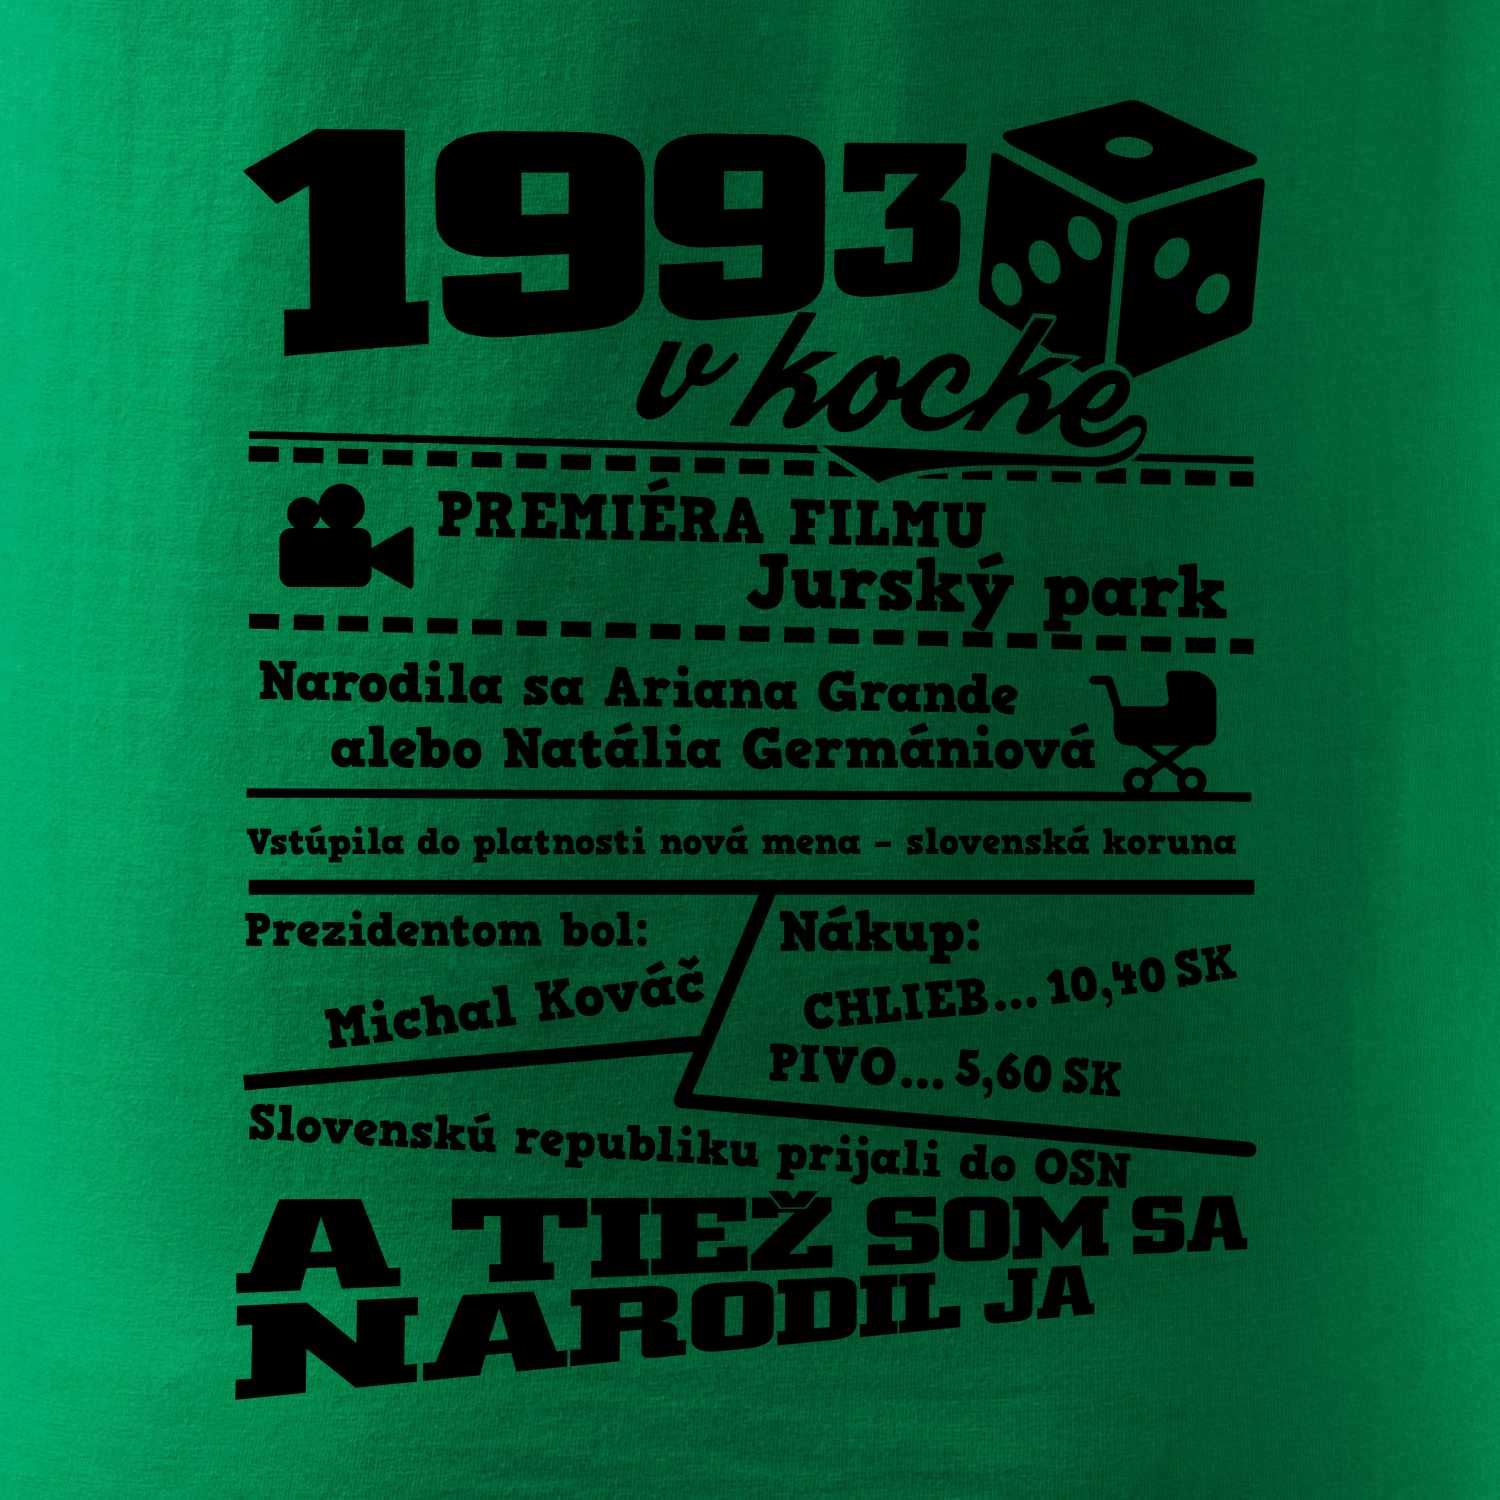 1993
v kocke
PREMIÉRA FILMU
Jurský park
Narodila sa Ariana Grande
alebo Natália Germániová
Vstúpila do platnosti nová mena – slovenská koruna
Prezidentom bol:
Michal Kováč
Nákup:
CHLIEB... 10,40 SK
PIVO... 5,60 SK
Slovenskú republiku prijali do OSN
A TIEŽ SOM SA
NARODIL JA